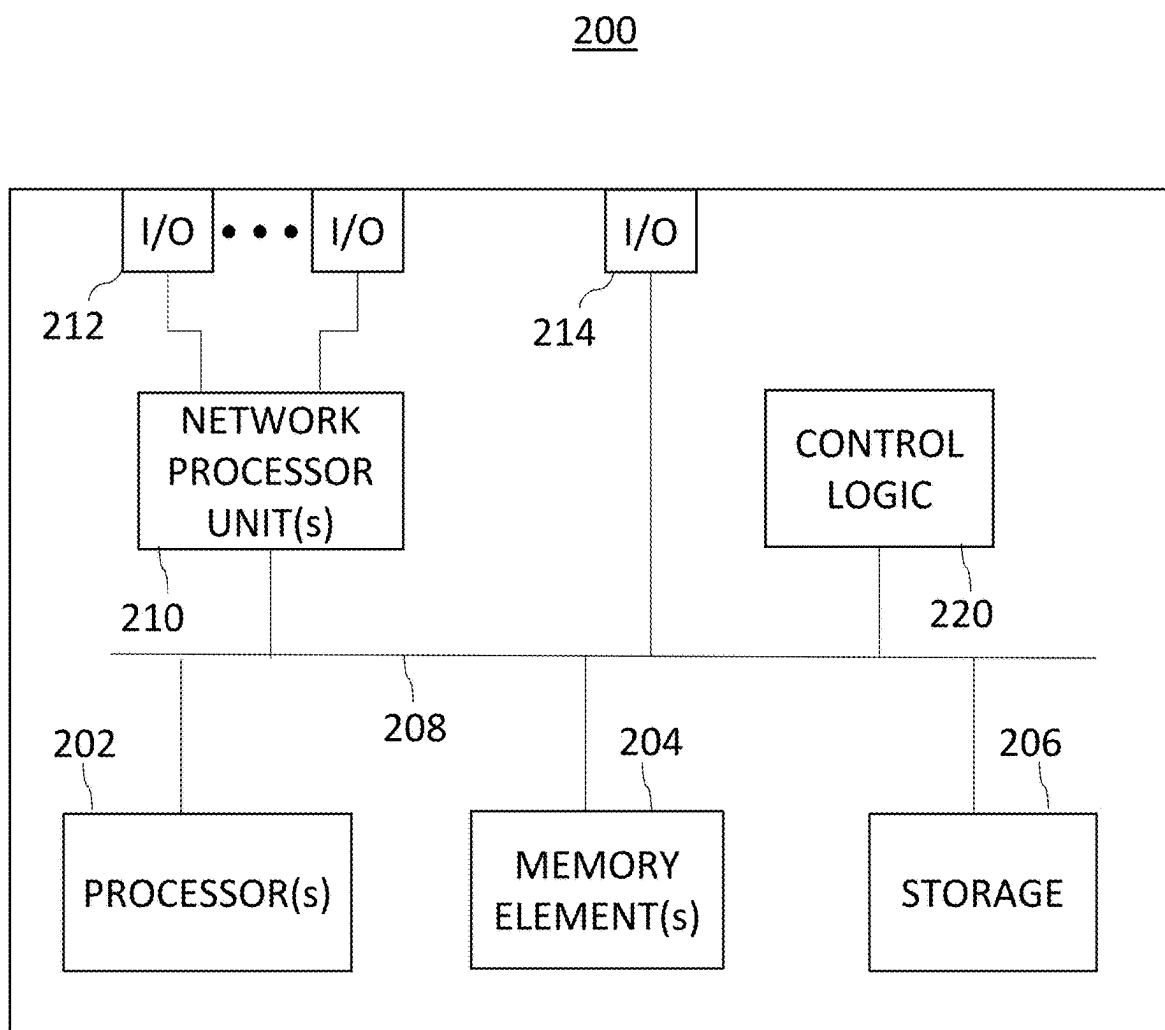 200
I/O
I/O
I/O
212
214
NETWORK
PROCESSOR
UNIT(s)
CONTROL
LOGIC
210
220
208
202
204
206
PROCESSOR(s)
MEMORY
ELEMENT(s)
STORAGE